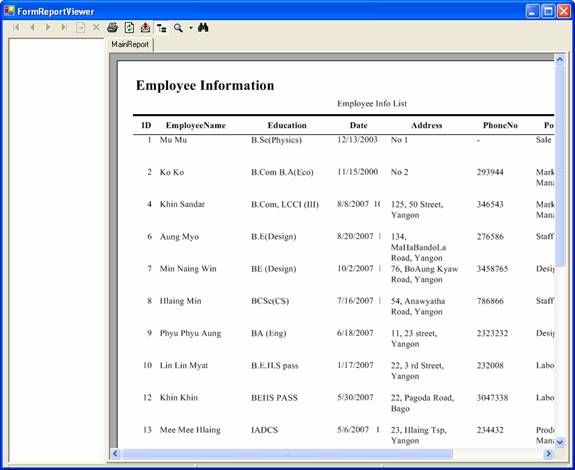 FormReportViewer
MainReport
Employee Information
Employee Info List
ID EmployeeName Education Date Address PhoneNo Po
1 Mu Mu B.Sc(Physics) 12/13/2003 No 1 - Sale
2 Ko Ko B.Com B.A(Eco) 11/15/2000 No 2 293944 Mark
Mana
4 Khin Sandar B.Com, LCCI (III) 8/8/2007 1( 125, 50 Street, 346543 Mark
Yangon Mana
6 Aung Myo B.E(Design) 8/20/2007 134, 276586 Staff
MaHaBandoLa
Road, Yangon
7 Min Naing Win BE (Design) 10/2/2007 76, BoAung Kyaw 3458765 Desi
Road, Yangon
8 Hlaing Min BCSc(CS) 7/16/2007 54, Anawyatha 786866 Staff
Road, Yangon
9 Phyu Phyu Aung BA (Eng) 6/18/2007 11, 23 street, 2323232 Desi
Yangon
10 Lin Lin Myat B.E.H.S pass 1/17/2007 22, 3 rd Street, 232008 Labo
Yangon
12 Khin Khin BEHS PASS 5/30/2007 22, Pagoda Road, 3047338 Labo
Bago
13 Mee Mee Hlaing IADCS 5/6/2007 1 23, Hlaing Tsp, 234432 Prod
Yangon Mana